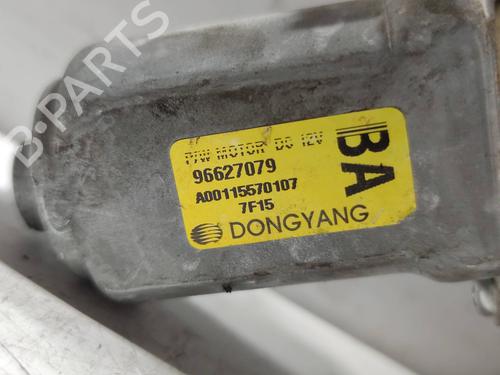 B-PARTS
P/W MOTOR DC 12V
96627079
A00115570107
7F15
DONGYANG
BA